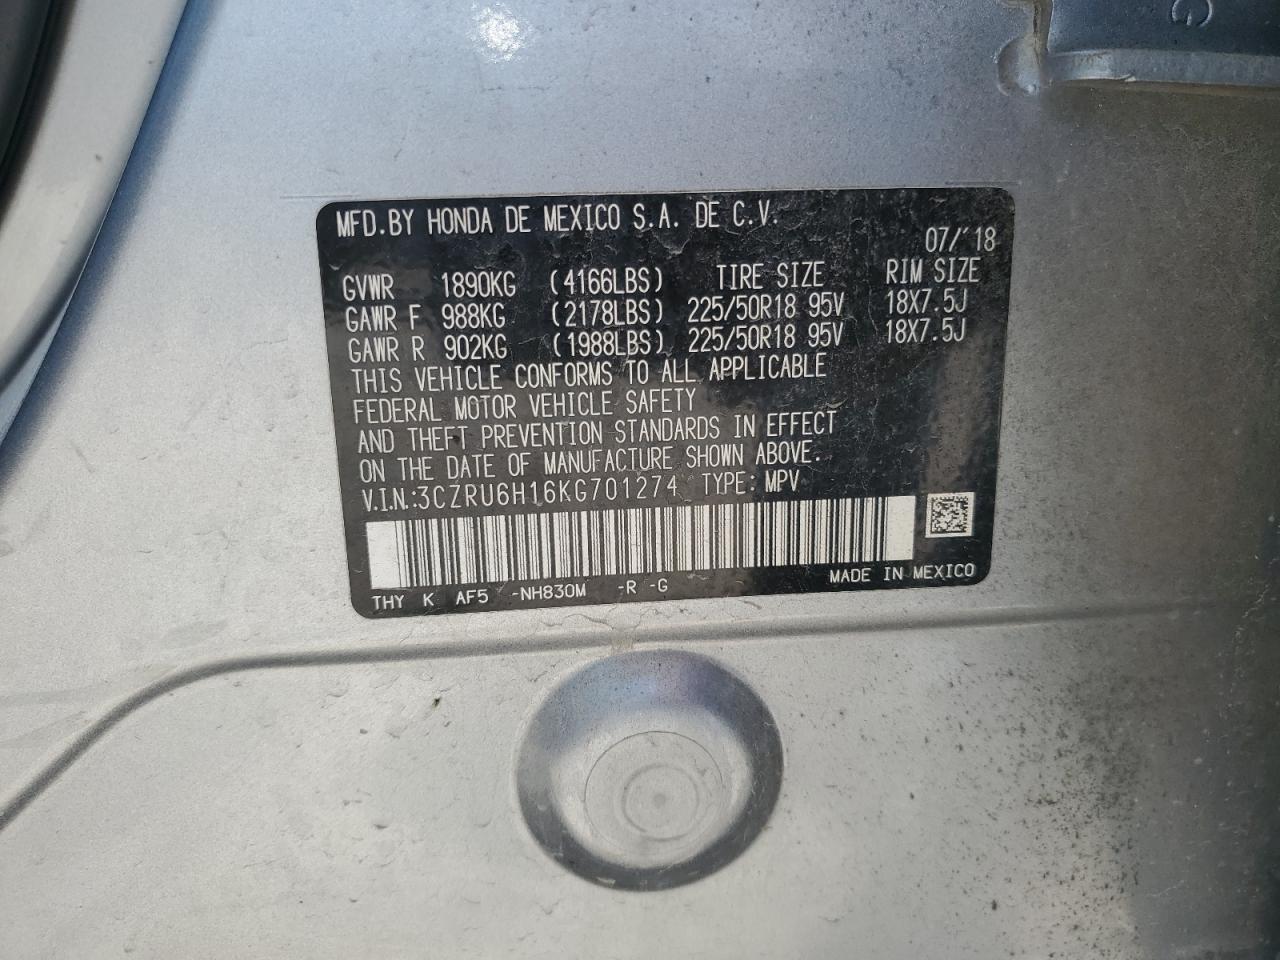 MFD.BY HONDA DE MEXICO S.A. DE C.V.
07/'18
GVWR 1890KG (4166LBS) TIRE SIZE RIM SIZE
GAWR F 988KG (2178LBS) 225/50R18 95V 18X7.5J
GAWR R 902KG (1988LBS) 225/50R18 95V 18X7.5J
THIS VEHICLE CONFORMS TO ALL APPLICABLE
FEDERAL MOTOR VEHICLE SAFETY
AND THEFT PREVENTION STANDARDS IN EFFECT
ON THE DATE OF MANUFACTURE SHOWN ABOVE.
V.I.N.:3CZRU6H16KG701274 TYPE: MPV
THY K AF5 -NH830M -R -G MADE IN MEXICO